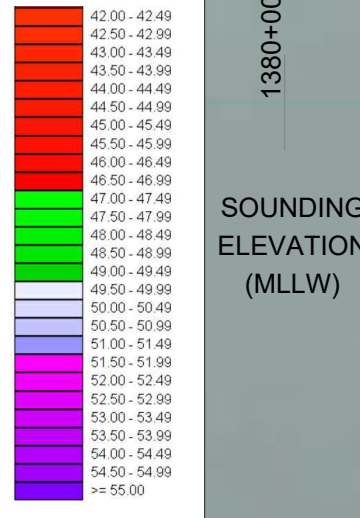 42.00 - 42.49
42.50 - 42.99
43.00 - 43.49
43.50 - 43.99
44.00 - 44.49
44.50 - 44.99
45.00 - 45.49
45.50 - 45.99
46.00 - 46.49
46.50 - 46.99
47.00 - 47.49
47.50 - 47.99
48.00 - 48.49
48.50 - 48.99
49.00 - 49.49
49.50 - 49.99
50.00 - 50.49
50.50 - 50.99
51.00 - 51.49
51.50 - 51.99
52.00 - 52.49
52.50 - 52.99
53.00 - 53.49
53.50 - 53.99
54.00 - 54.49
54.50 - 54.99
>= 55.00
1380+00
SOUNDING
ELEVATION
(MLLW)